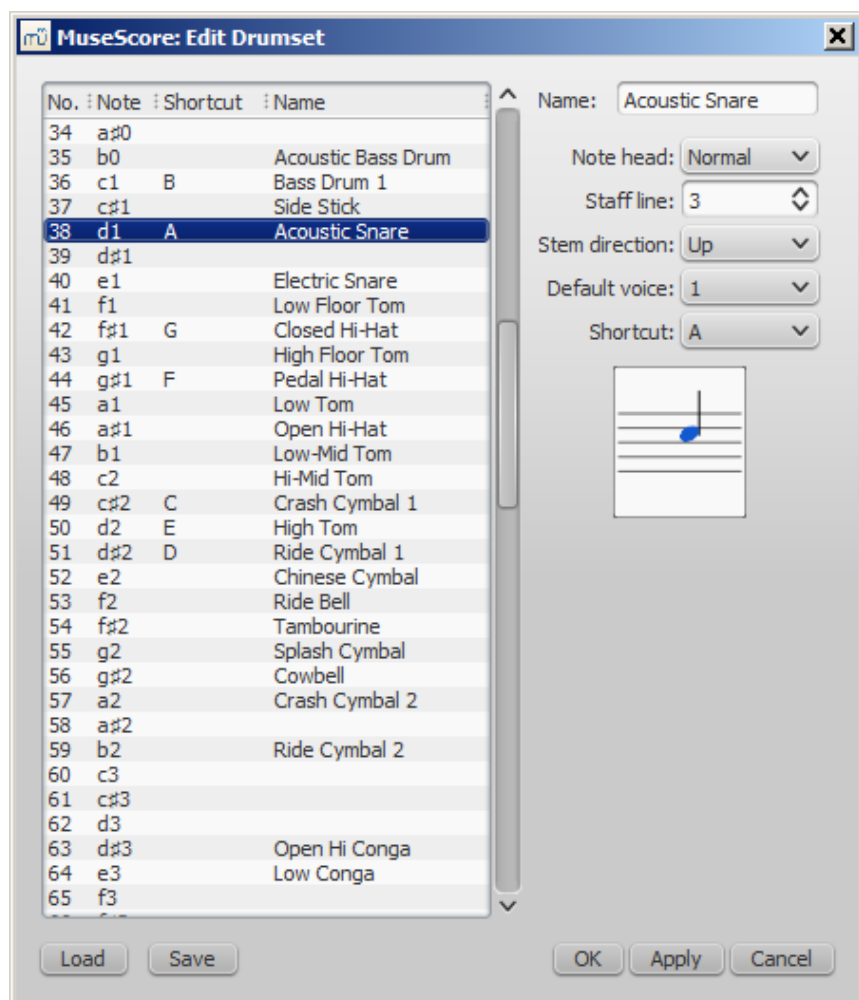 MuseScore: Edit Drumset
No. Note Shortcut Name
34 a♯0
35 b0 Acoustic Bass Drum
36 c1 B Bass Drum 1
37 c♯1 Side Stick
38 d1 A Acoustic Snare
39 d♯1
40 e1 Electric Snare
41 f1 Low Floor Tom
42 f♯1 G Closed Hi-Hat
43 g1 High Floor Tom
44 g♯1 F Pedal Hi-Hat
45 a1 Low Tom
46 a♯1 Open Hi-Hat
47 b1 Low-Mid Tom
48 c2 Hi-Mid Tom
49 c♯2 C Crash Cymbal 1
50 d2 E High Tom
51 d♯2 D Ride Cymbal 1
52 e2 Chinese Cymbal
53 f2 Ride Bell
54 f♯2 Tambourine
55 g2 Splash Cymbal
56 g♯2 Cowbell
57 a2 Crash Cymbal 2
58 a♯2
59 b2 Ride Cymbal 2
60 c3
61 c♯3
62 d3
63 d♯3 Open Hi Conga
64 e3 Low Conga
65 f3
Name: Acoustic Snare
Note head: Normal
Staff line: 3
Stem direction: Up
Default voice: 1
Shortcut: A
Load Save OK Apply Cancel